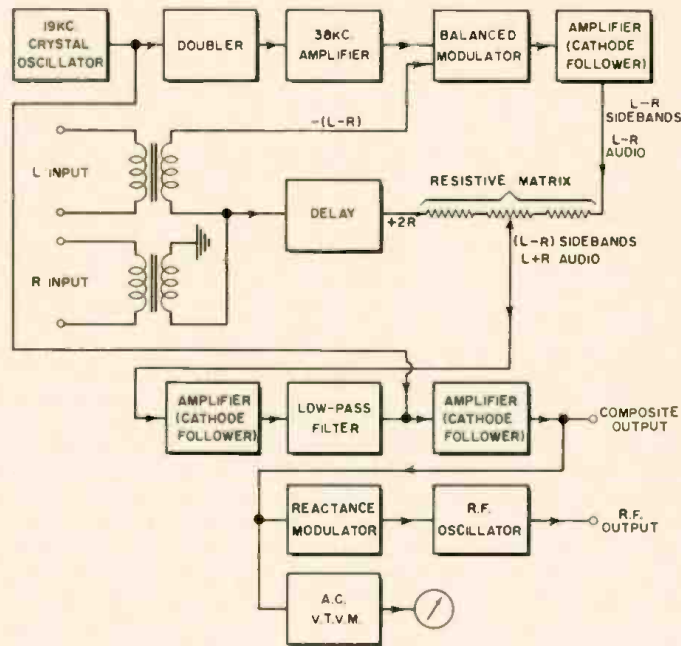 19KC
CRYSTAL
OSCILLATOR
DOUBLER
38KC
AMPLIFIER
BALANCED
MODULATOR
AMPLIFIER
(CATHODE
FOLLOWER)
L-R
SIDEBANDS
L-R
AUDIO
-(L-R)
L INPUT
R INPUT
DELAY
+2R
RESISTIVE MATRIX
(L-R) SIDEBANDS
L+R AUDIO
AMPLIFIER
(CATHODE
FOLLOWER)
LOW-PASS
FILTER
AMPLIFIER
(CATHODE
FOLLOWER)
COMPOSITE
OUTPUT
REACTANCE
MODULATOR
R.F.
OSCILLATOR
R.F.
OUTPUT
A.C.
V.T.V.M.